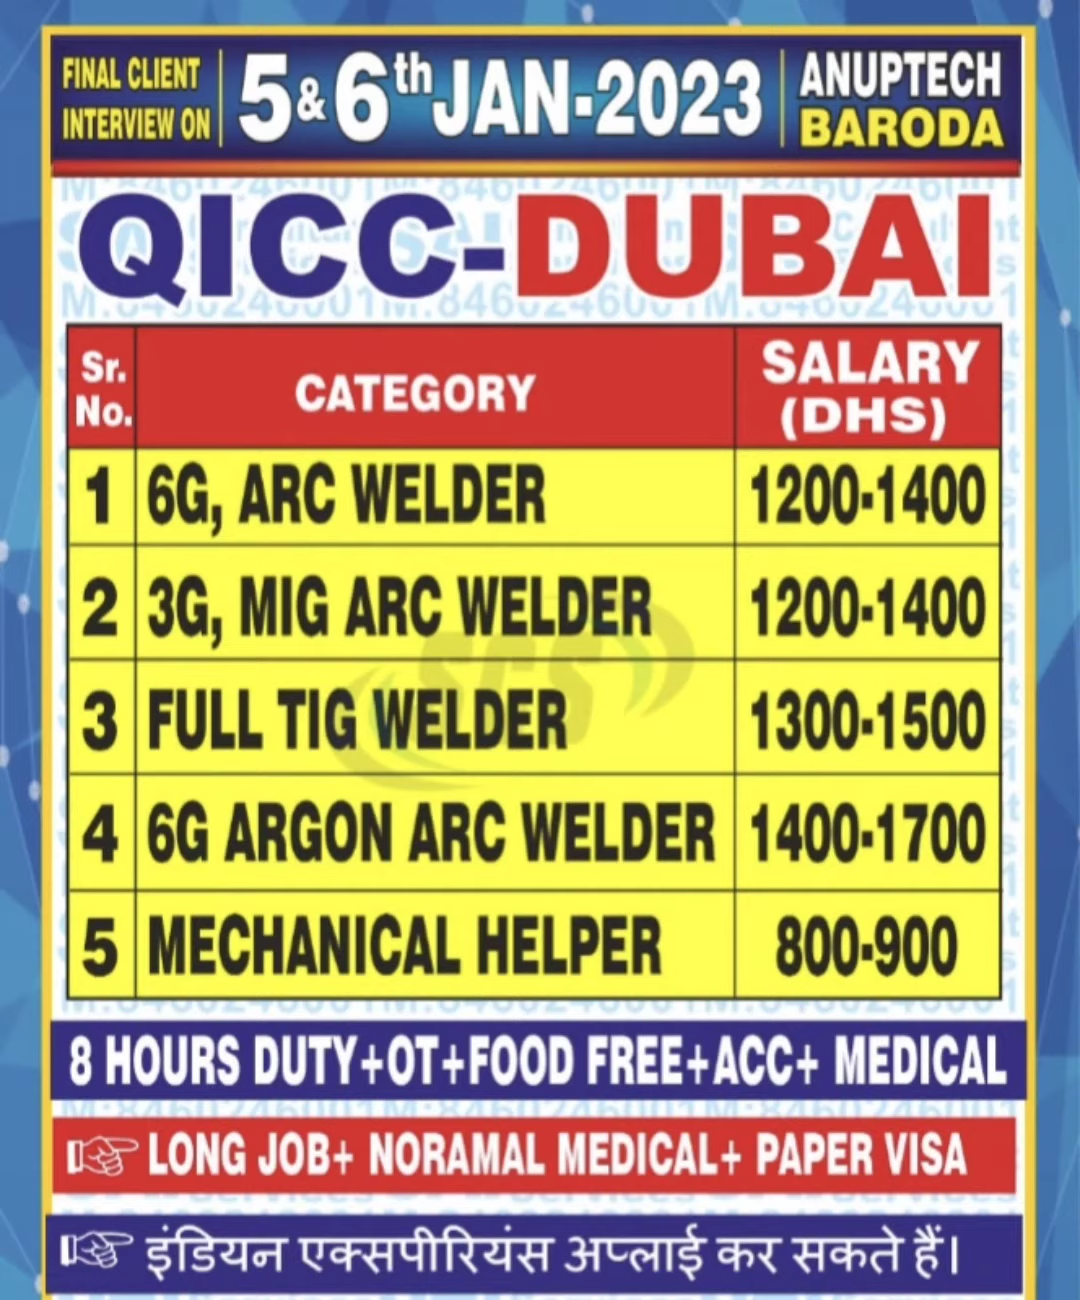 FINAL CLIENT
INTERVIEW ON
5 & 6th JAN-2023
ANUPTECH
BARODA
QICC-DUBAI
Sr. No. CATEGORY SALARY (DHS)
1 6G, ARC WELDER 1200-1400
2 3G, MIG ARC WELDER 1200-1400
3 FULL TIG WELDER 1300-1500
4 6G ARGON ARC WELDER 1400-1700
5 MECHANICAL HELPER 800-900
8 HOURS DUTY+OT+FOOD FREE+ACC+ MEDICAL
LONG JOB+ NORAMAL MEDICAL+ PAPER VISA
इंडियन एक्सपीरियंस अप्लाई कर सकते हैं।